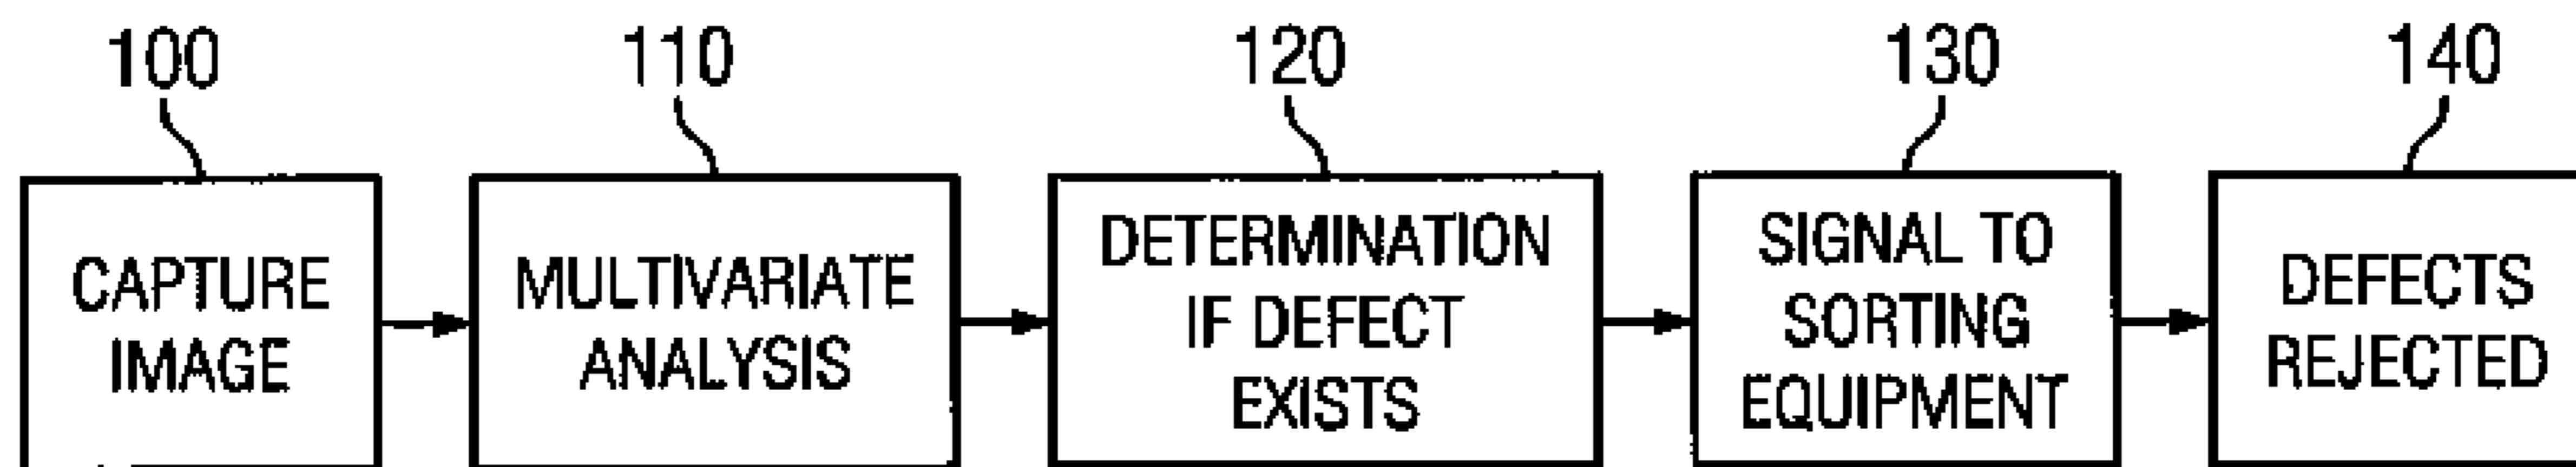 100
110
120
130
140
CAPTURE
IMAGE
MULTIVARIATE
ANALYSIS
DETERMINATION
IF DEFECT
EXISTS
SIGNAL TO
SORTING
EQUIPMENT
DEFECTS
REJECTED